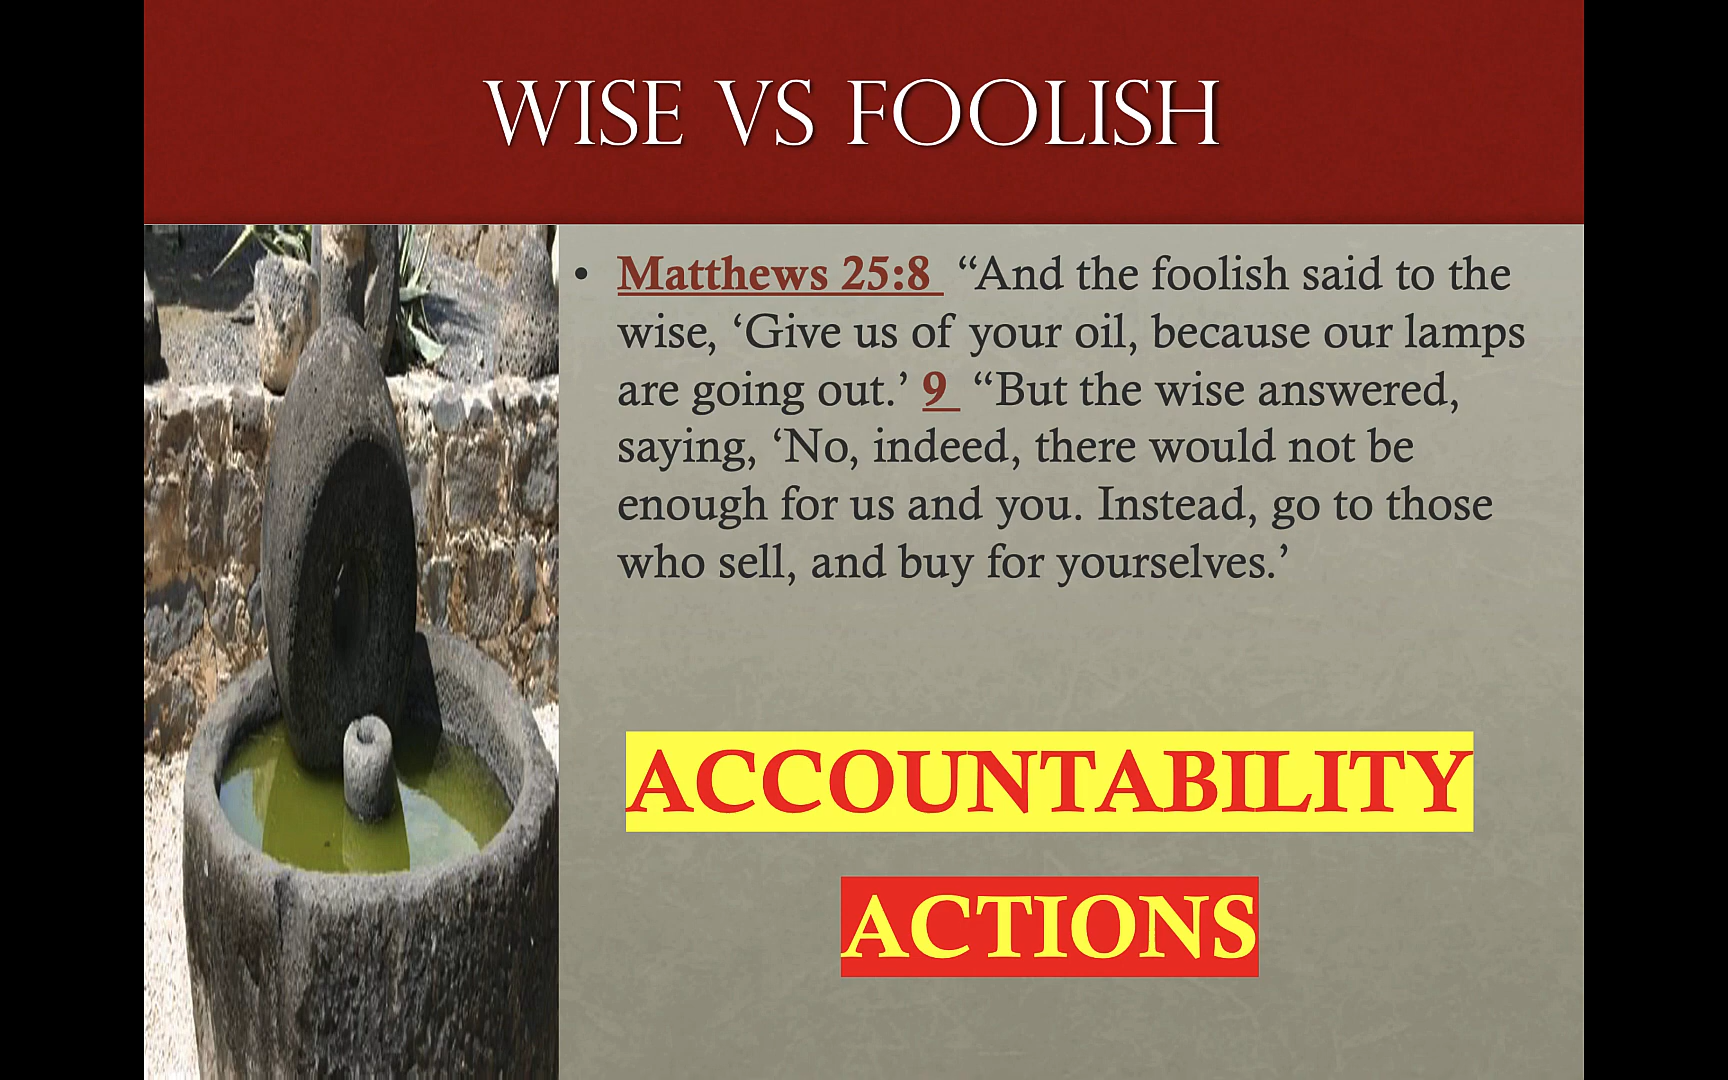 WISE VS FOOLISH
• Matthews 25:8 “And the foolish said to the
wise, ‘Give us of your oil, because our lamps
are going out.’ 9 “But the wise answered,
saying, ‘No, indeed, there would not be
enough for us and you. Instead, go to those
who sell, and buy for yourselves.’
ACCOUNTABILITY
ACTIONS